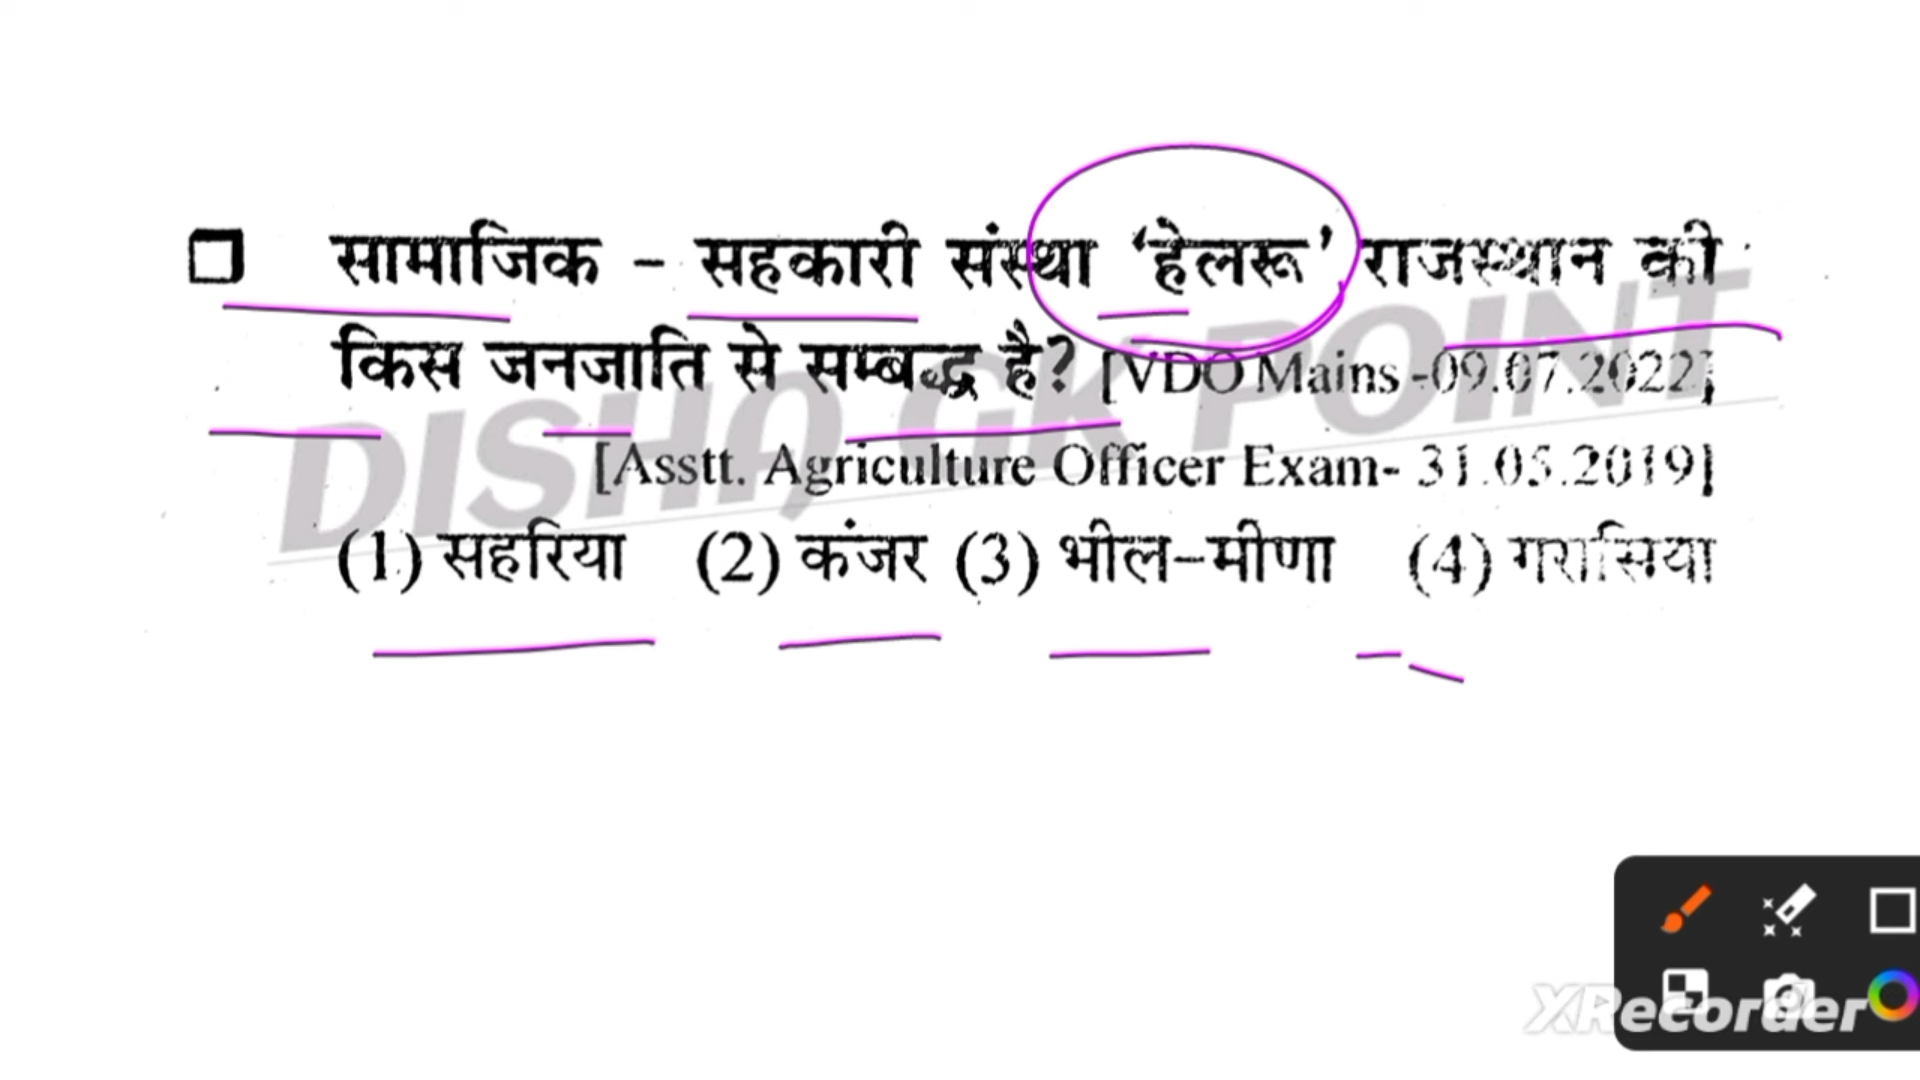 सामाजिक - सहकारी संस्था 'हेलरू' राजस्थान की
किस जनजाति से सम्बद्ध है? [VDO Mains -09.07.2022]
[Asstt. Agriculture Officer Exam- 31.05.2019]
(1) सहरिया (2) कंजर (3) भील-मीणा (4) गरासिया
DISHA GK POINT
XRecorder